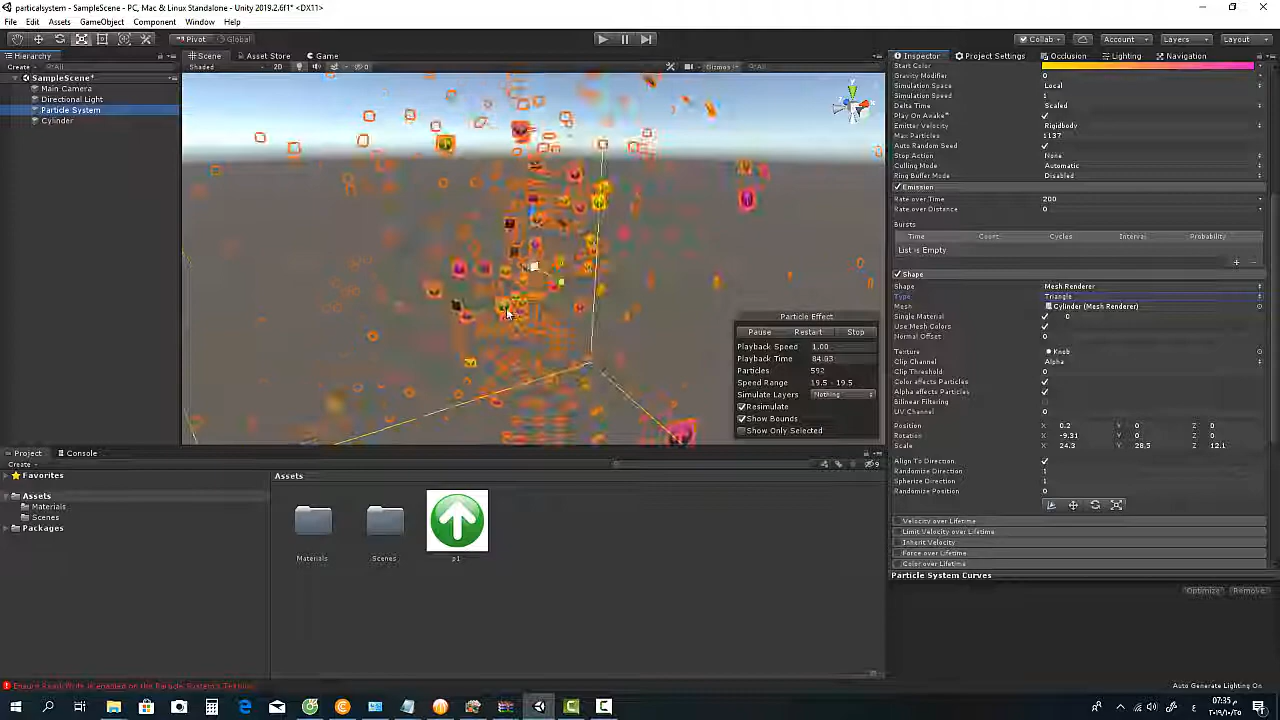 particalsystem - SampleScene - PC, Mac & Linux Standalone - Unity 2019.2.6f1* <DX11>
File Edit Assets GameObject Component Window Help
Pivot Global Collab Account Layers Layout
Hierarchy Scene Asset Store Game Inspector Project Settings Occlusion Lighting Navigation
Create All Shaded 2D 0 Gizmos All
SampleScene*
Main Camera
Directional Light
Particle System
Cylinder
Start Color
Gravity Modifier 0
Simulation Space Local
Simulation Speed 1
Delta Time Scaled
Play On Awake*
Emitter Velocity Rigidbody
Max Particles 1137
Auto Random Seed
Stop Action None
Culling Mode Automatic
Ring Buffer Mode Disabled
Emission
Rate over Time 200
Rate over Distance 0
Bursts
Time Count Cycles Interval Probability
List is Empty
Shape
Shape Mesh Renderer
Type Triangle
Mesh Cylinder (Mesh Renderer)
Single Material 0
Use Mesh Colors
Normal Offset 0
Texture Knob
Clip Channel Alpha
Clip Threshold 0
Color affects Particles
Alpha affects Particles
Bilinear Filtering
UV Channel 0
Position X 0.2 Y 0 Z 0
Rotation X -9.31 Y 0 Z 0
Scale X 24.3 Y 28.5 Z 12.1
Align To Direction
Randomize Direction 1
Spherize Direction 1
Randomize Position 0
Velocity over Lifetime
Limit Velocity over Lifetime
Inherit Velocity
Force over Lifetime
Color over Lifetime
Particle System Curves
Optimize Remove
Particle Effect
Pause Restart Stop
Playback Speed 1.00
Playback Time 84.03
Particles 592
Speed Range 19.5 - 19.5
Simulate Layers Nothing
Resimulate
Show Bounds
Show Only Selected
Project Console
Create 9
Favorites
Assets
Materials
Scenes
Packages
Assets
Materials Scenes p1
Ensure Read/Write is enabled on the Particle System's Texture.
Auto Generate Lighting On
07:35 ص